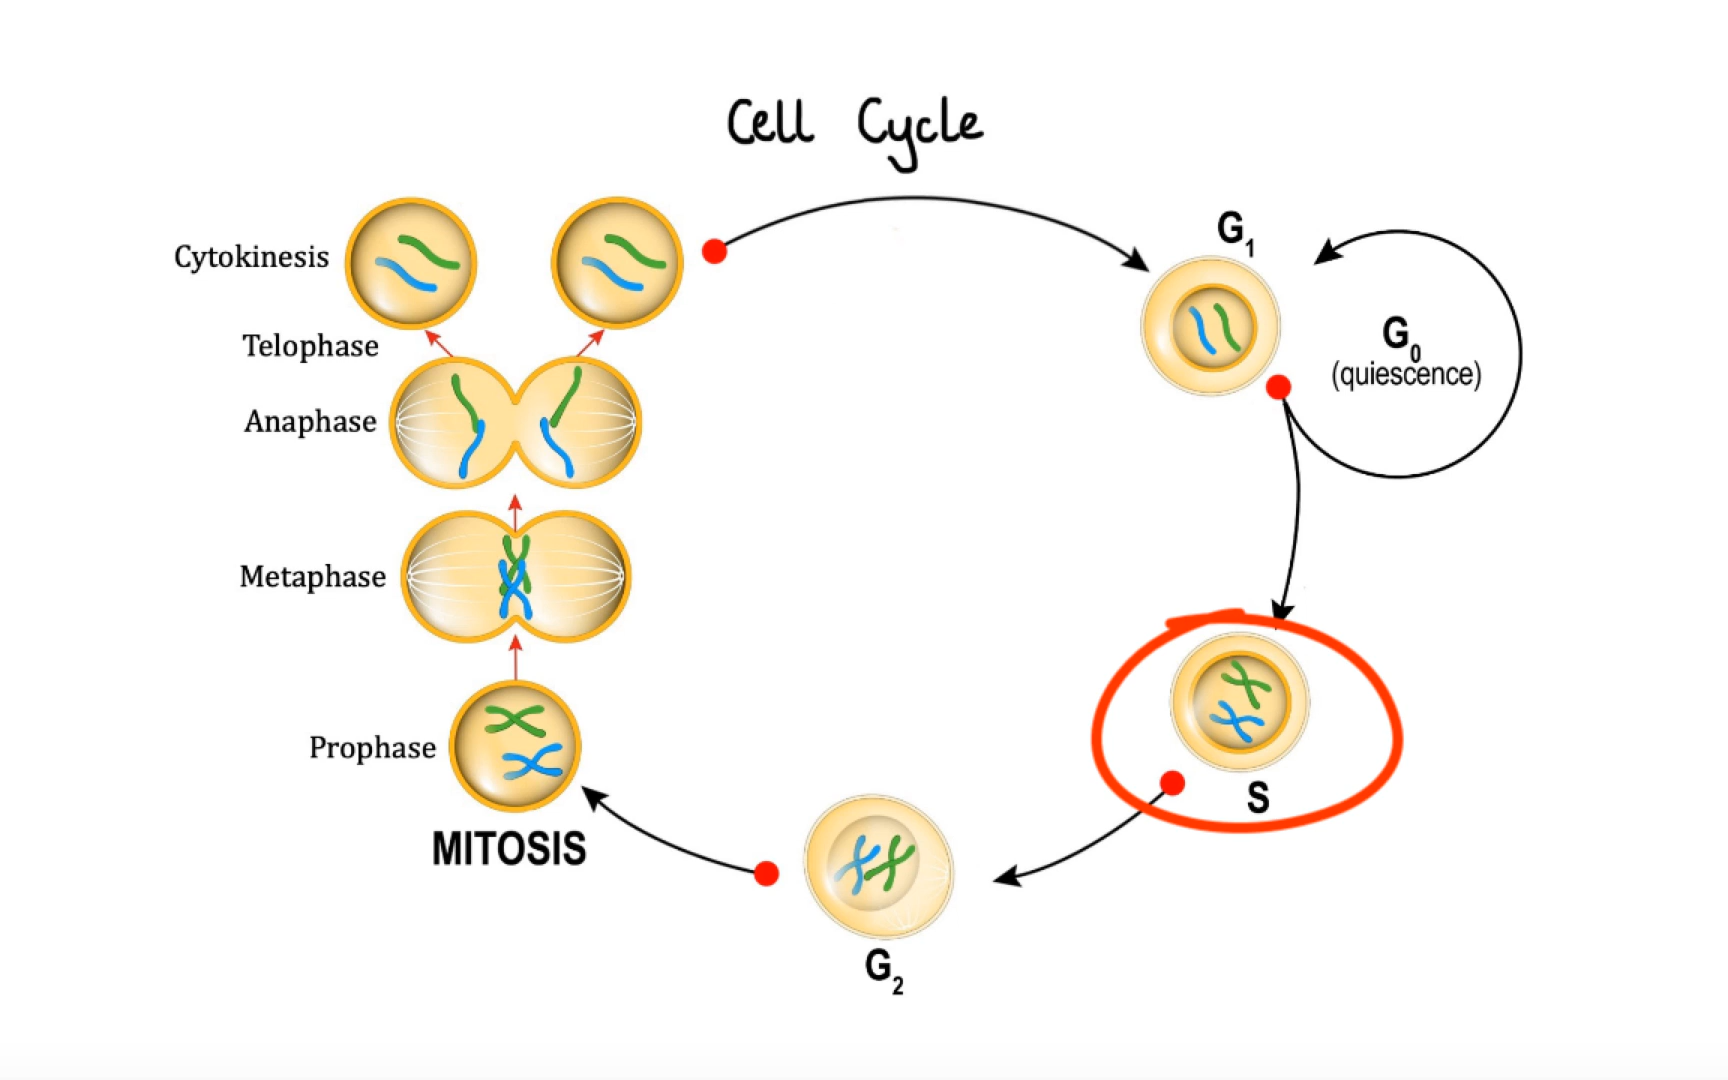 Cell Cycle
Cytokinesis
Telophase
Anaphase
Metaphase
Prophase
MITOSIS
G1
G0
(quiescence)
S
G2